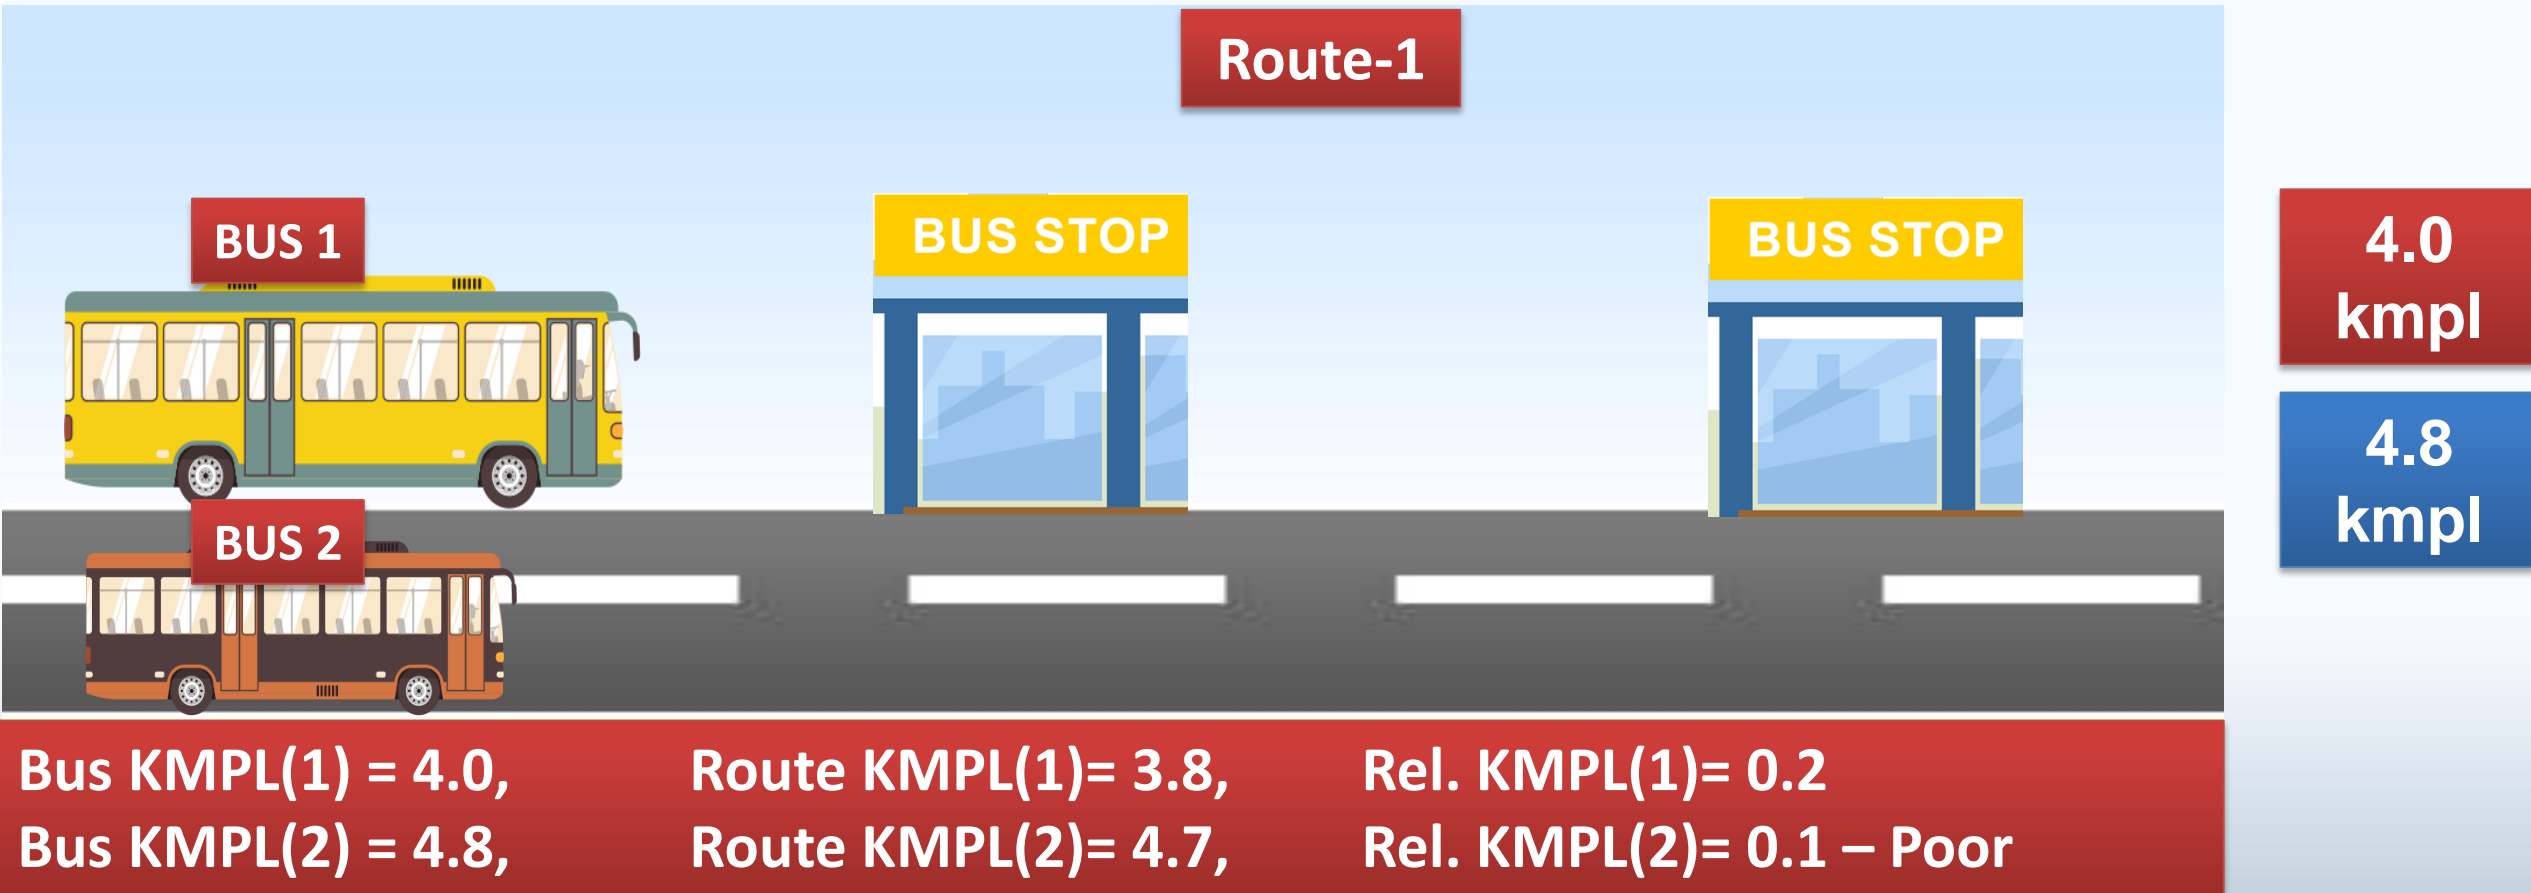 Route-1
BUS 1
BUS STOP
BUS STOP
4.0
kmpl
4.8
kmpl
BUS 2
Bus KMPL(1) = 4.0, Route KMPL(1)= 3.8, Rel. KMPL(1)= 0.2
Bus KMPL(2) = 4.8, Route KMPL(2)= 4.7, Rel. KMPL(2)= 0.1 – Poor